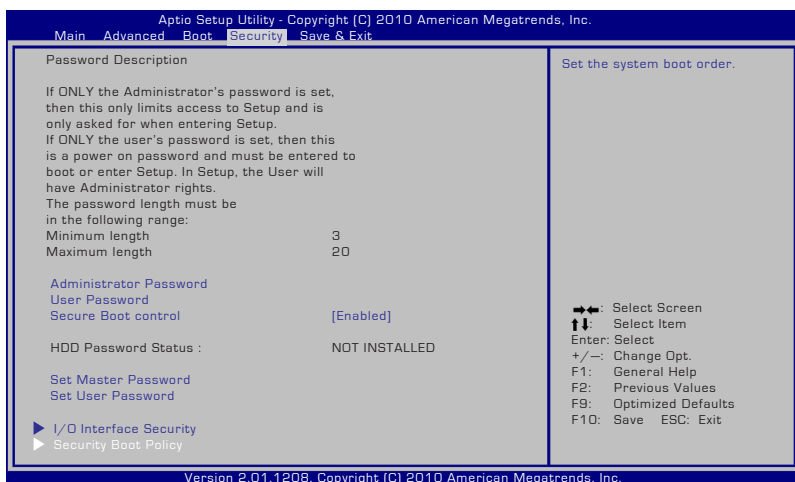 Aptio Setup Utility - Copyright (C) 2010 American Megatrends, Inc.
Main Advanced Boot Security Save & Exit
Password Description
If ONLY the Administrator's password is set,
then this only limits access to Setup and is
only asked for when entering Setup.
If ONLY the user's password is set, then this
is a power on password and must be entered to
boot or enter Setup. In Setup, the User will
have Administrator rights.
The password length must be
in the following range:
Minimum length 3
Maximum length 20
Administrator Password
User Password
Secure Boot control [Enabled]
HDD Password Status : NOT INSTALLED
Set Master Password
Set User Password
I/O Interface Security
Security Boot Policy
Set the system boot order.
→←: Select Screen
↑↓: Select Item
Enter: Select
+/—: Change Opt.
F1: General Help
F2: Previous Values
F9: Optimized Defaults
F10: Save ESC: Exit
Version 2.01.1208. Copyright (C) 2010 American Megatrends, Inc.